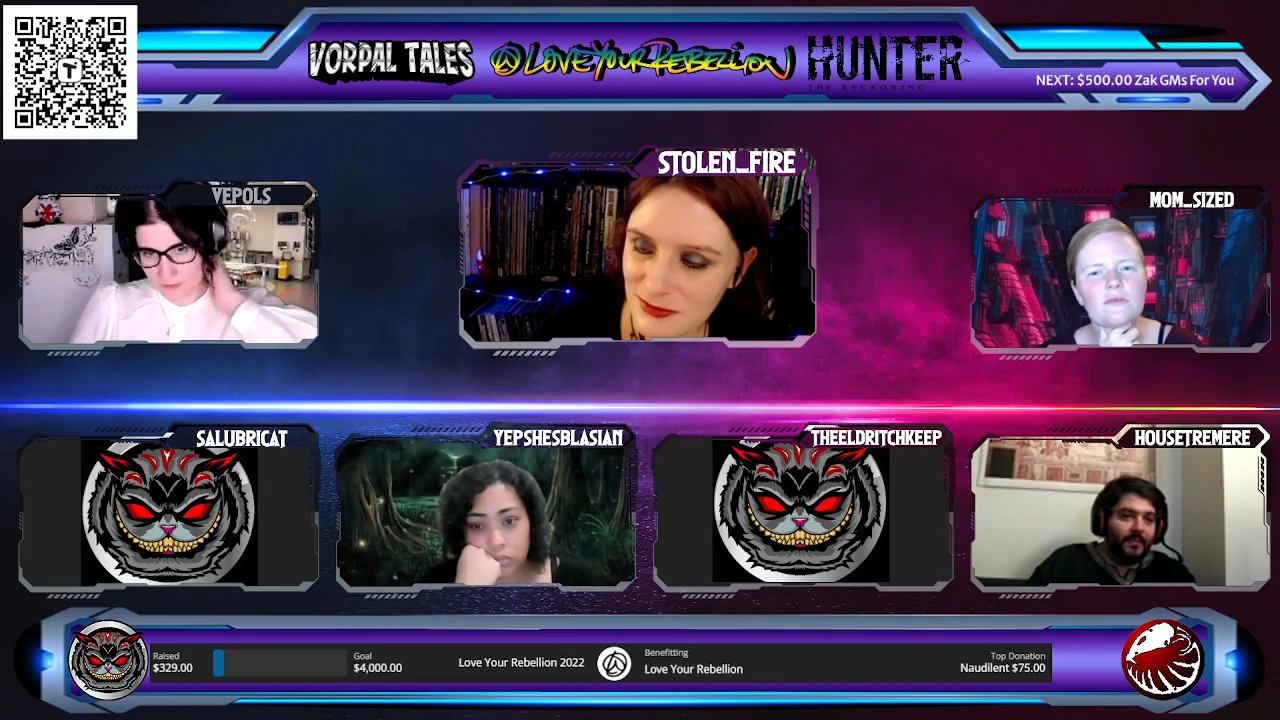 VORPAL TALES
@LOVEYOURREBELLION
HUNTER
THE RECKONING
NEXT: $500.00 Zak GMs For You
VEPOLS
STOLEN_FIRE
MOM_SIZED
SALUBRICAT
YEPSHESBLASIAN
THEELDRITCHKEEP
HOUSETREMERE
Raised
$329.00
Goal
$4,000.00
Love Your Rebellion 2022
Benefitting
Love Your Rebellion
Top Donation
Naudilent $75.00